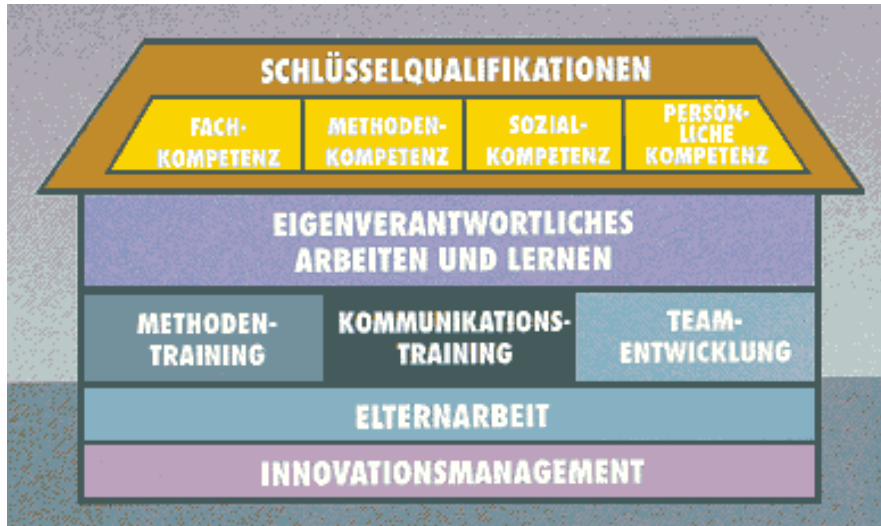 SCHLÜSSELQUALIFIKATIONEN
FACH-
KOMPETENZ
METHODEN-
KOMPETENZ
SOZIAL-
KOMPETENZ
PERSÖN-
LICHE
KOMPETENZ
EIGENVERANTWORTLICHES
ARBEITEN UND LERNEN
METHODEN-
TRAINING
KOMMUNIKATIONS-
TRAINING
TEAM-
ENTWICKLUNG
ELTERNARBEIT
INNOVATIONSMANAGEMENT